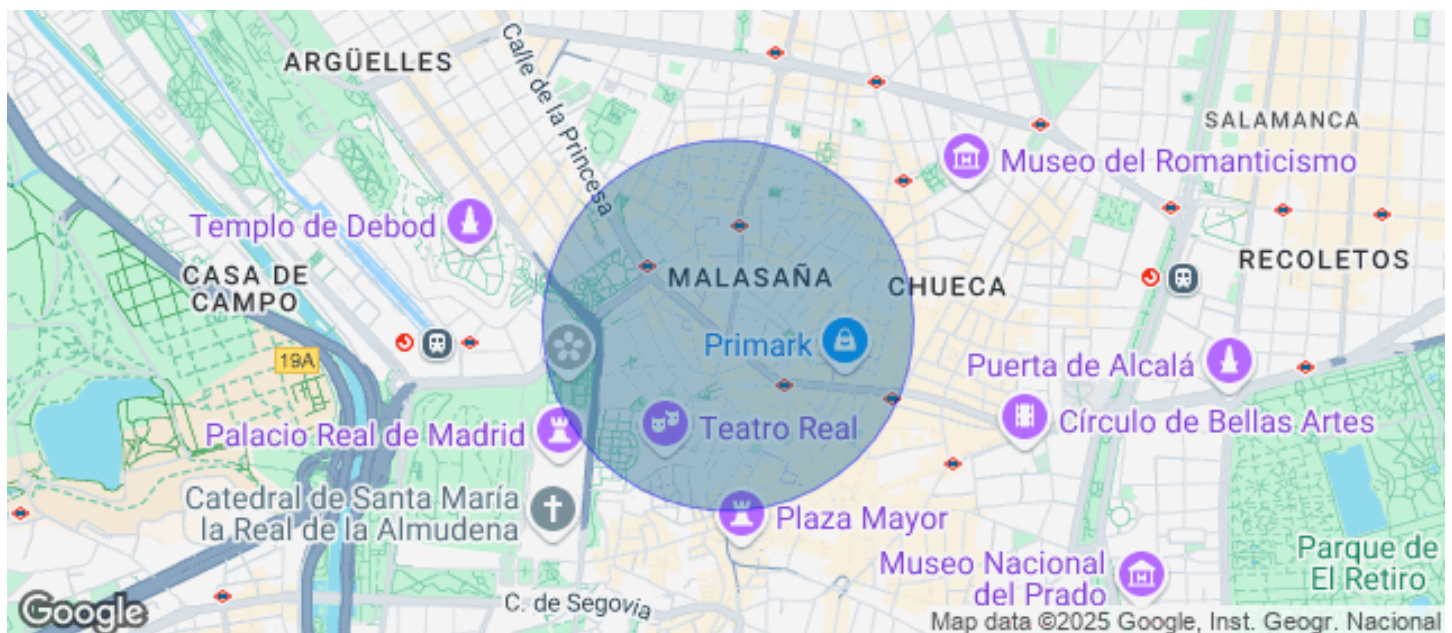 ARGÜELLES
Calle de la Princesa
SALAMANCA
Museo del Romanticismo
Templo de Debod
CASA DE
CAMPO
MALASAÑA
CHUECA
RECOLETOS
19A
Primark
Puerta de Alcalá
Palacio Real de Madrid
Teatro Real
Círculo de Bellas Artes
Catedral de Santa María
la Real de la Almudena
Plaza Mayor
Museo Nacional
del Prado
Parque de
El Retiro
C. de Segovia
Google
Map data ©2025 Google, Inst. Geogr. Nacional